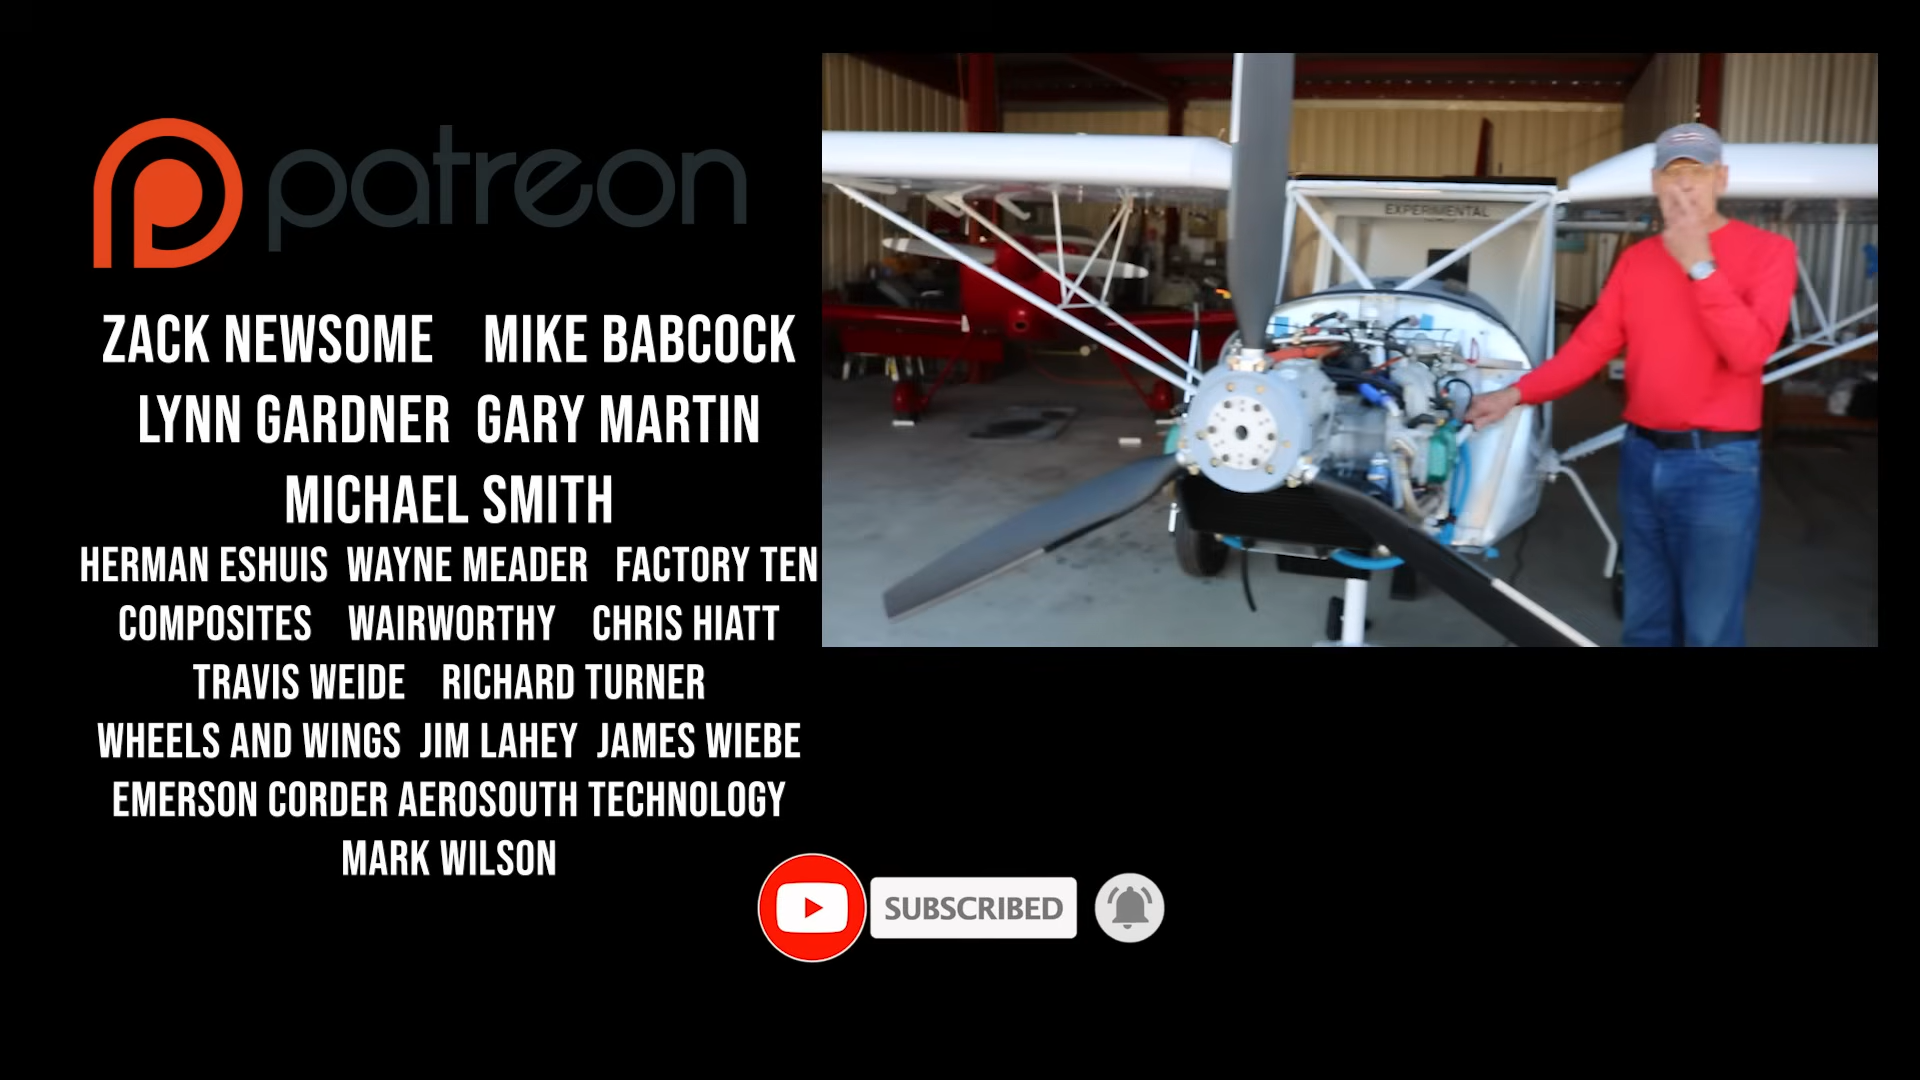 patreon
ZACK NEWSOME MIKE BABCOCK
LYNN GARDNER GARY MARTIN
MICHAEL SMITH
HERMAN ESHUIS WAYNE MEADER FACTORY TEN
COMPOSITES WAIRWORTHY CHRIS HIATT
TRAVIS WEIDE RICHARD TURNER
WHEELS AND WINGS JIM LAHEY JAMES WIEBE
EMERSON CORDER AEROSOUTH TECHNOLOGY
MARK WILSON
EXPERIMENTAL
SUBSCRIBED